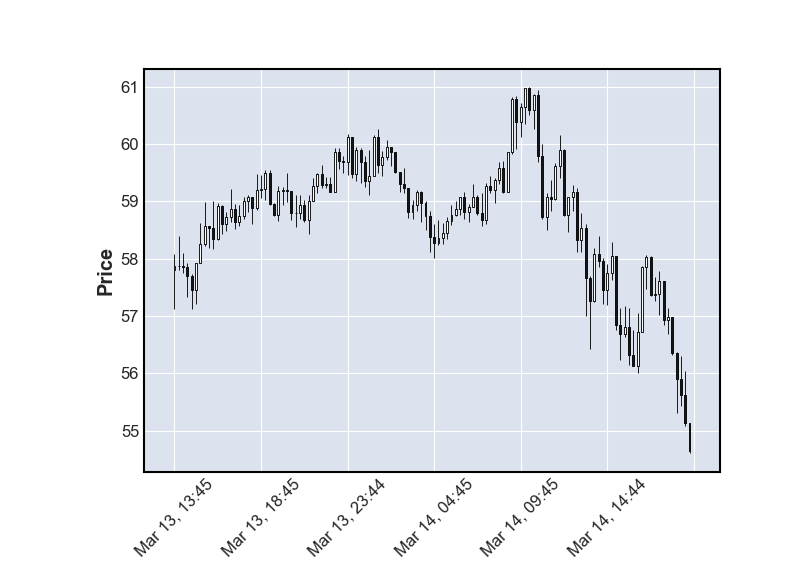 Price
61
60
59
58
57
56
55
Mar 13, 13:45
Mar 13, 18:45
Mar 13, 23:44
Mar 14, 04:45
Mar 14, 09:45
Mar 14, 14:44